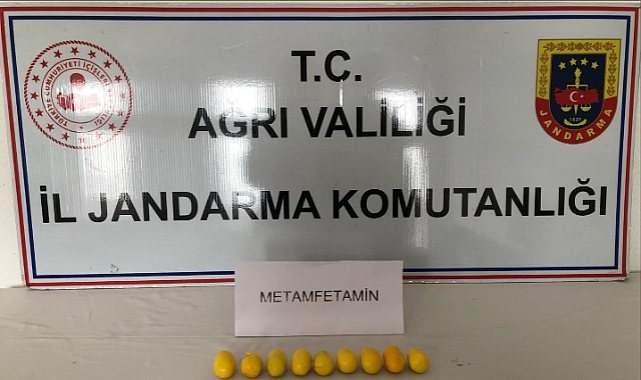 T.C.
AĞRI VALİLİĞİ
İL JANDARMA KOMUTANLIĞI
JANDARMA
METAMFETAMİN